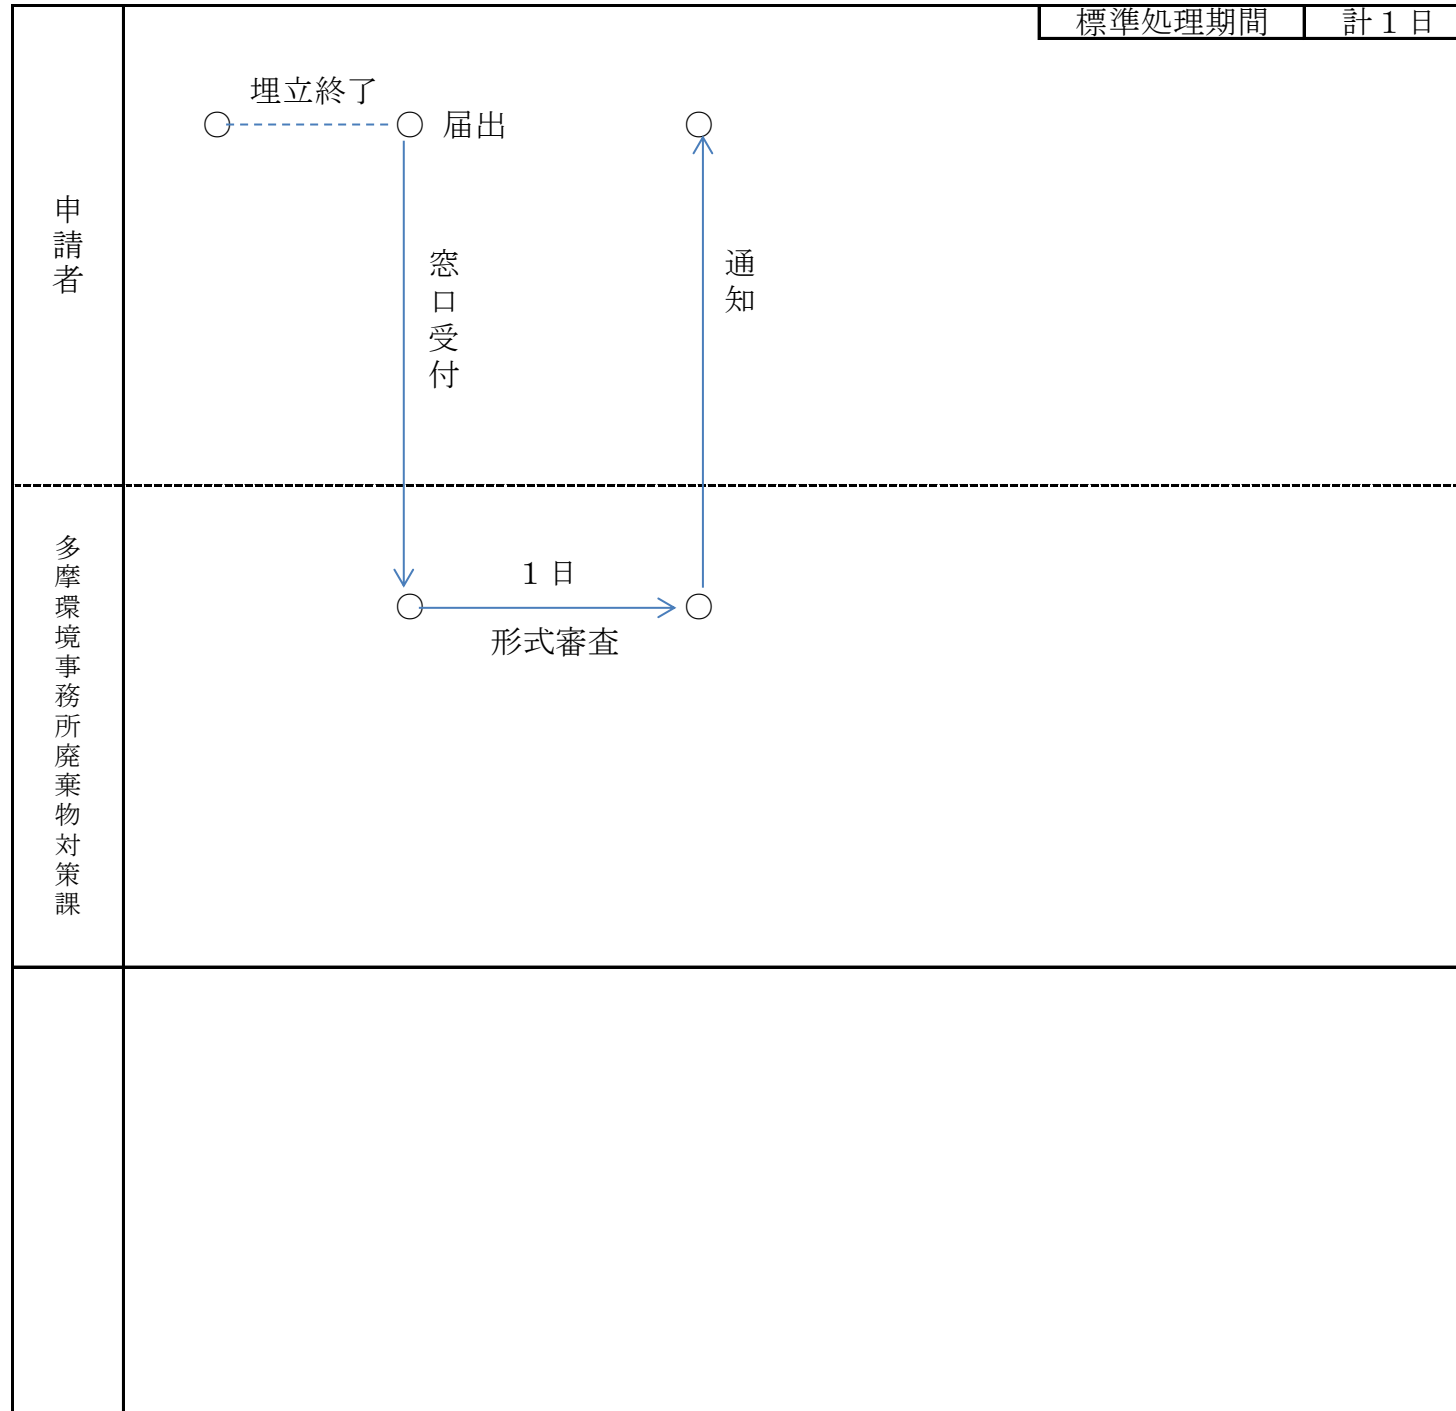 標準処理期間
計１日
埋立終了
届出
申請者
窓口受付
通知
１日
形式審査
多摩環境事務所廃棄物対策課